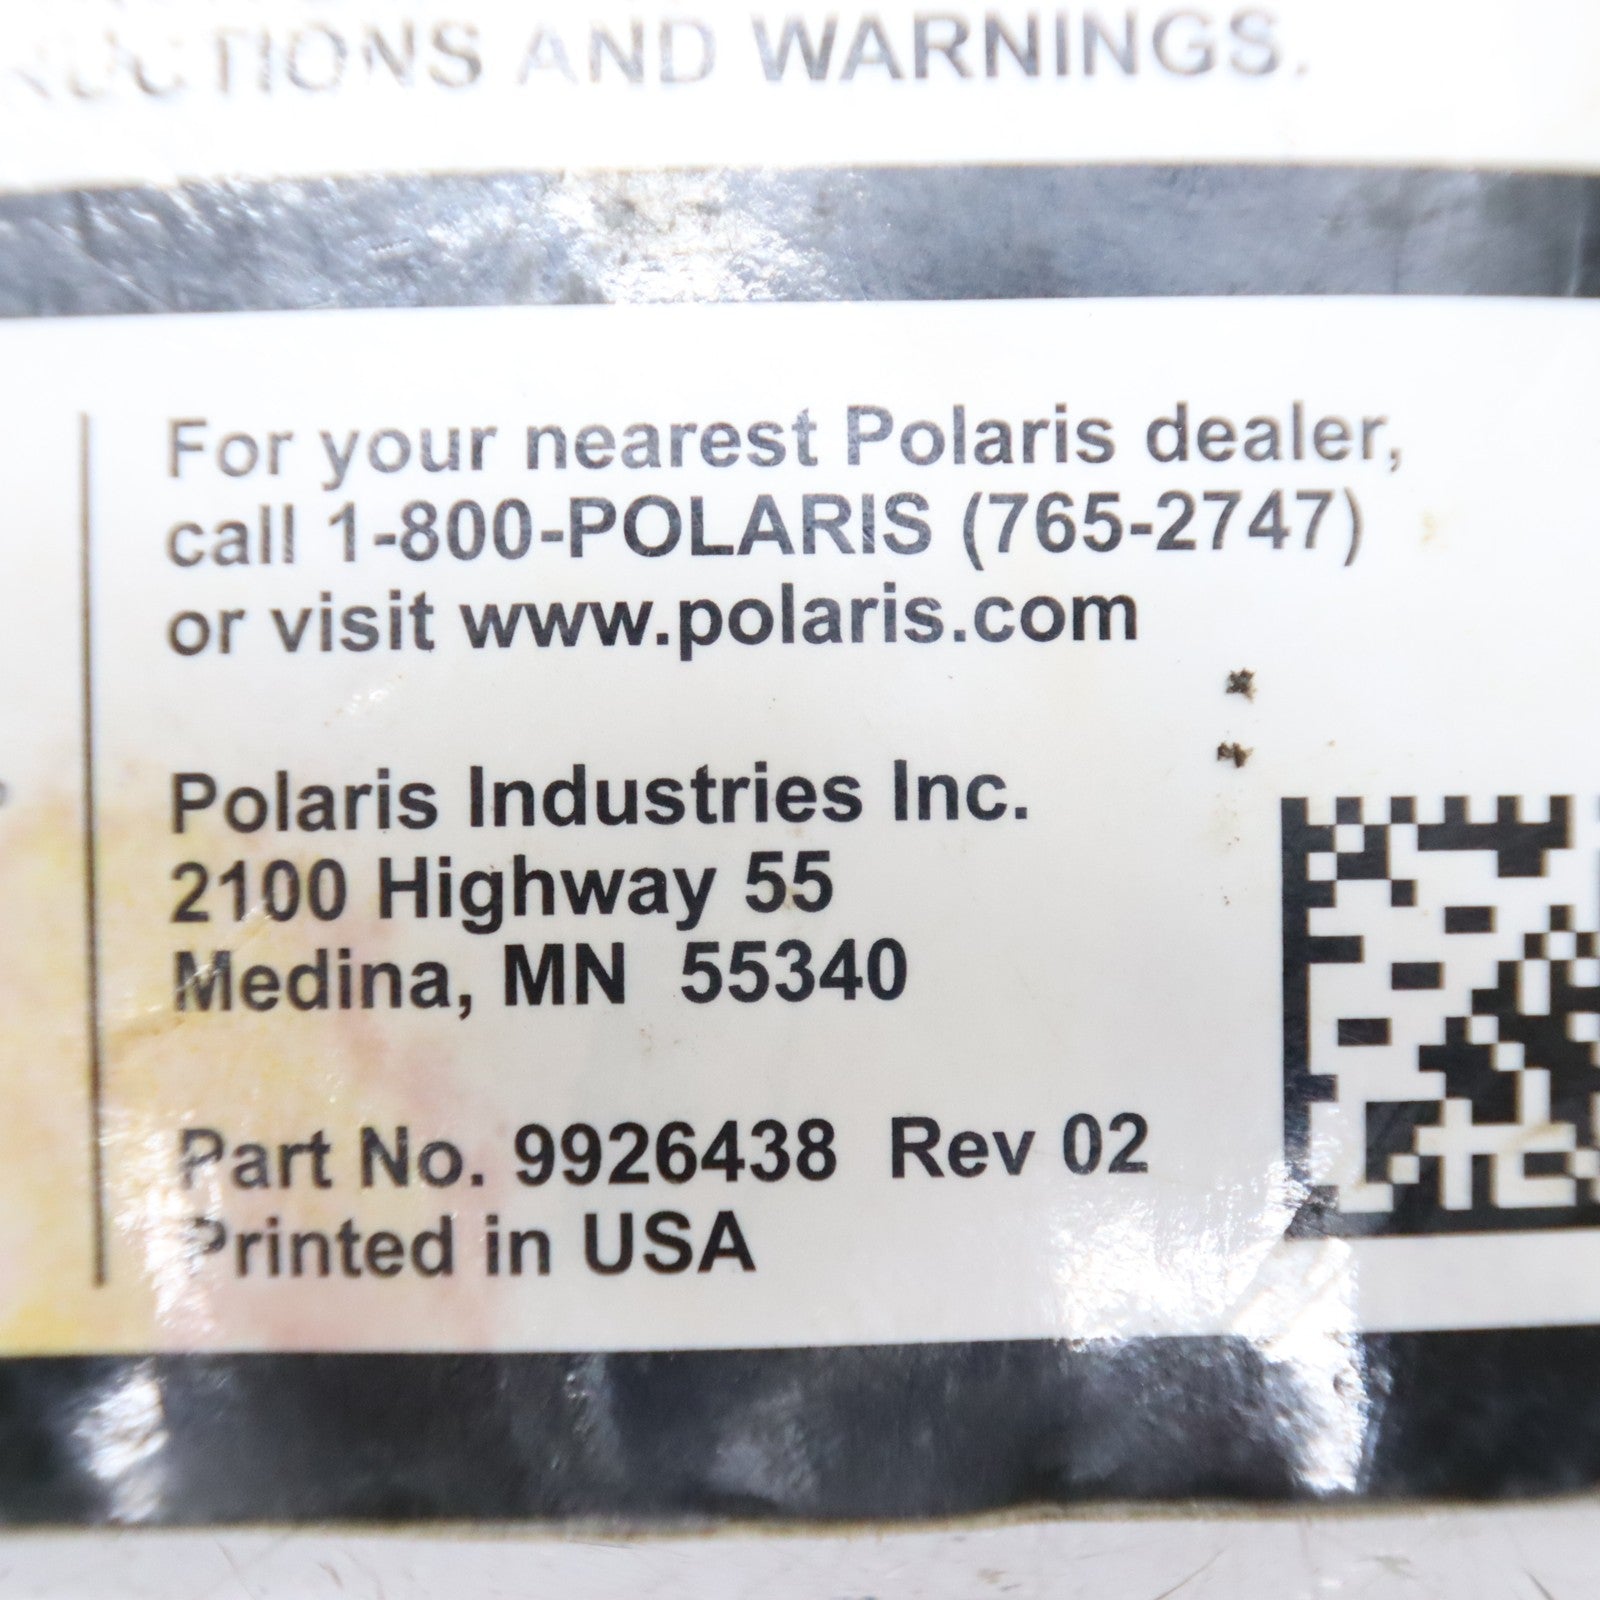 AND WARNINGS.
For your nearest Polaris dealer,
call 1-800-POLARIS (765-2747)
or visit www.polaris.com
Polaris Industries Inc.
2100 Highway 55
Medina, MN 55340
Part No. 9926438 Rev 02
Printed in USA